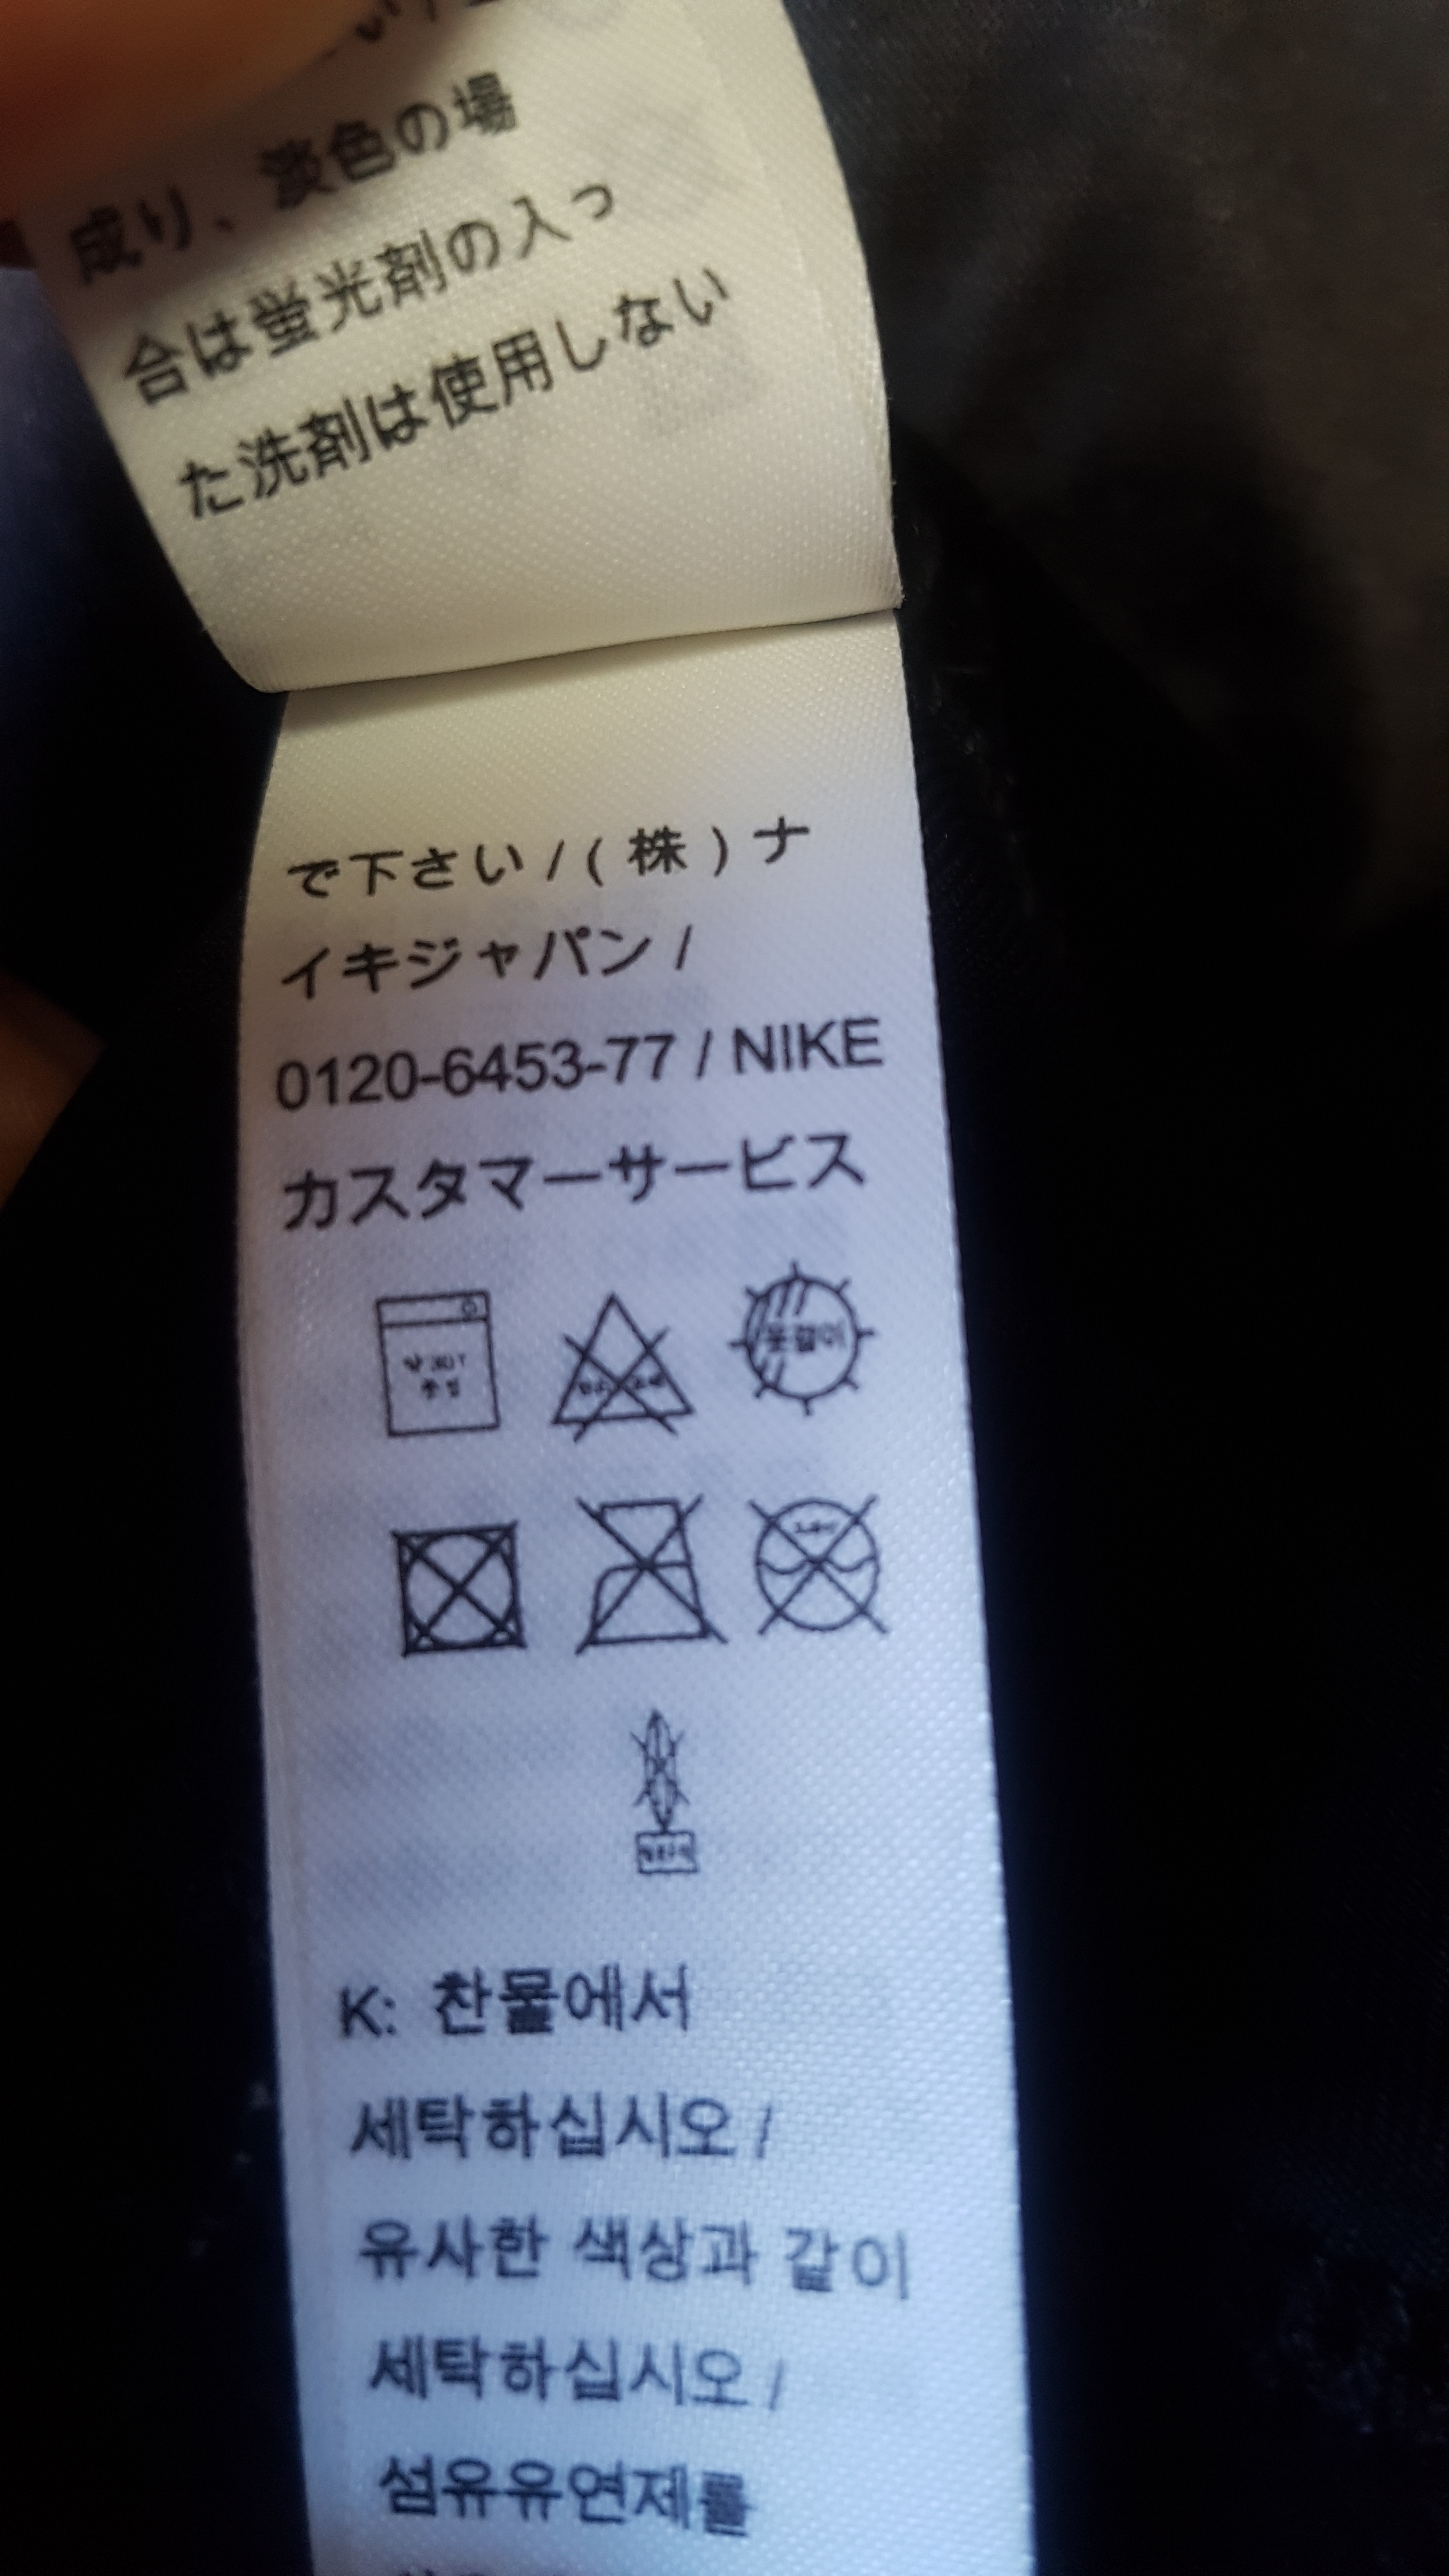 成り、淡色の場
合は蛍光剤の入っ
た洗剤は使用しない
で下さい / ( 株 ) ナ
イキジャパン /
0120-6453-77 / NIKE
カスタマーサービス
K: 찬물에서
세탁하십시오 /
유사한 색상과 같이
세탁하십시오 /
섬유유연제를